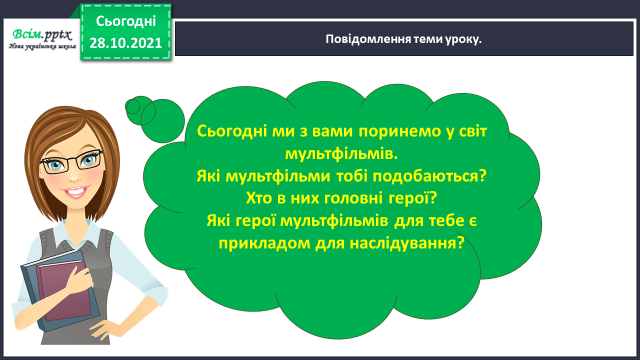 Всім.pptx
Нова українська школа
Сьогодні
28.10.2021
Повідомлення теми уроку.
Сьогодні ми з вами поринемо у світ
мультфільмів.
Які мультфільми тобі подобаються?
Хто в них головні герої?
Які герої мультфільмів для тебе є
прикладом для наслідування?